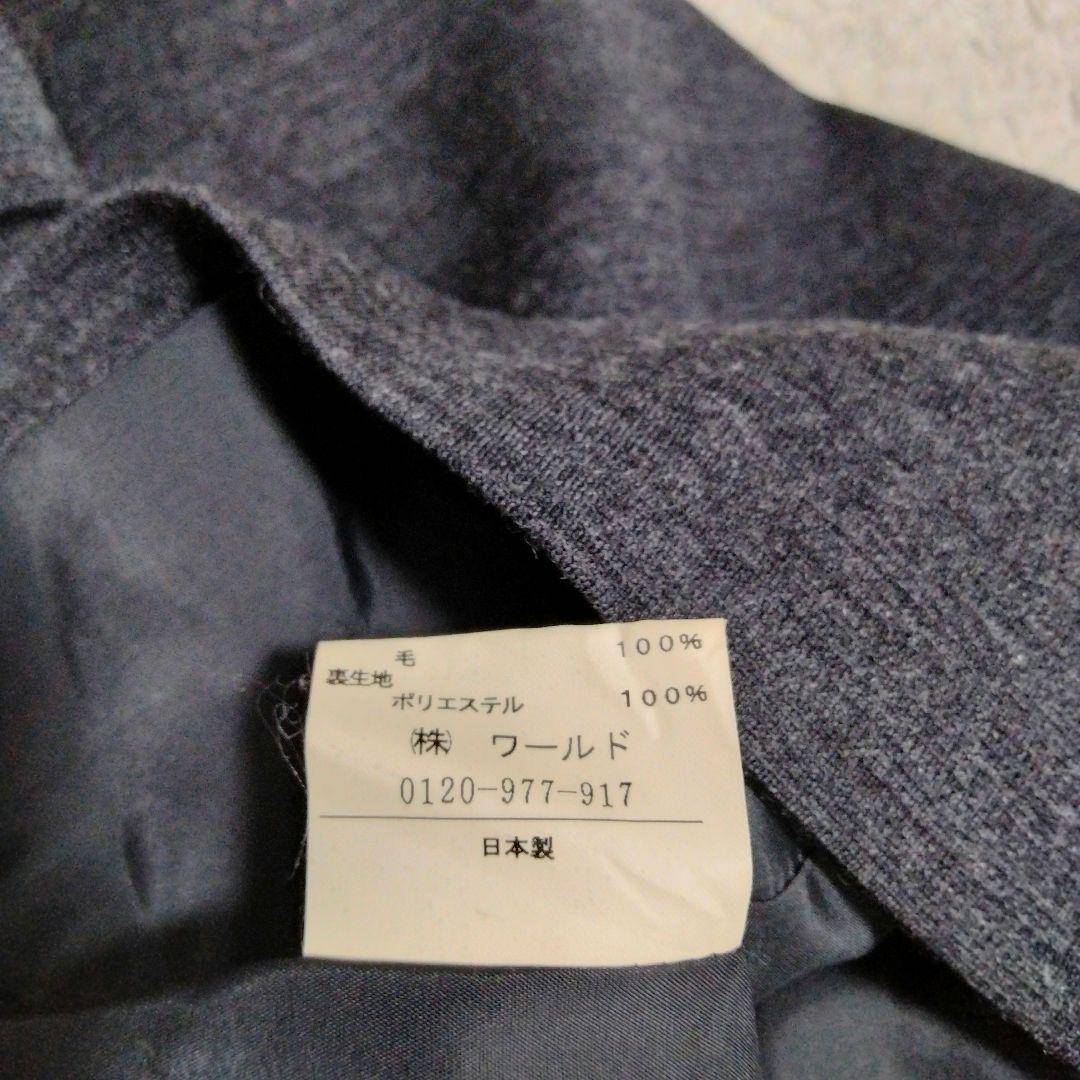 毛 100%
裏生地
ポリエステル 100%
㈱ ワールド
0120-977-917
日本製